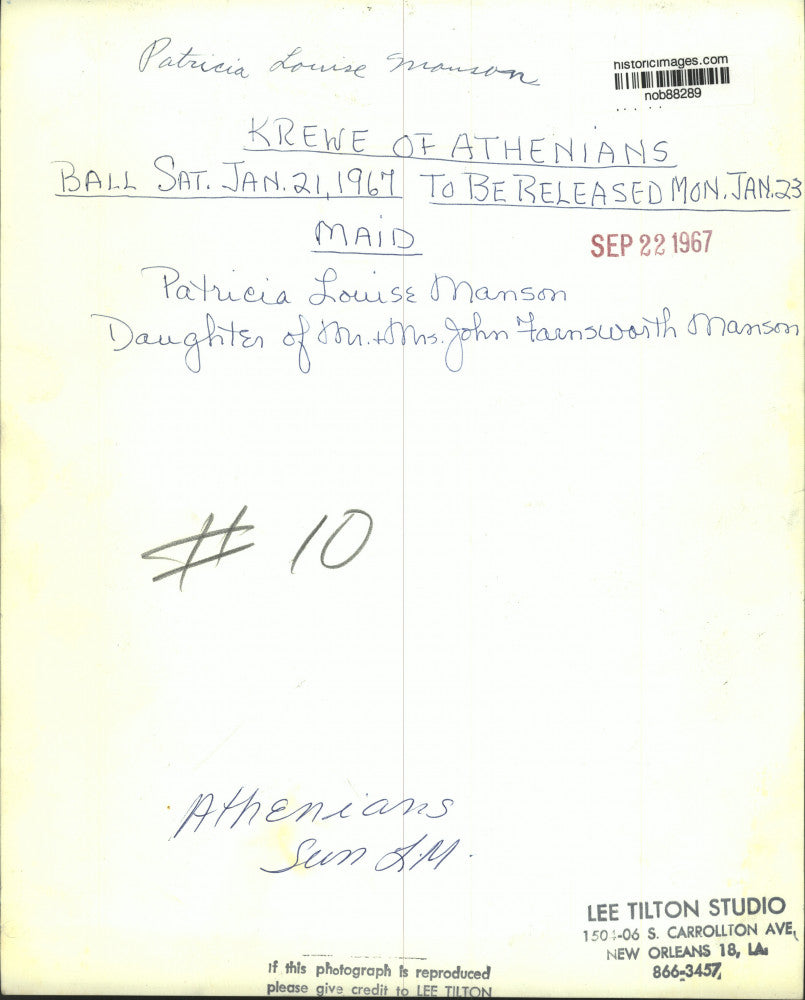 Patricia Louise Manson
historicimages.com
nob88289
KREWE OF ATHENIANS
BALL SAT. JAN. 21, 1967 TO BE RELEASED MON. JAN. 23
MAID
SEP 22 1967
Patricia Louise Manson
Daughter of Mr. + Mrs. John Farnsworth Manson
# 10
Athenians
Sun
LEE TILTON STUDIO
1504-06 S. CARROLLTON AVE,
NEW ORLEANS 18, LA.
866-3457
If this photograph is reproduced
please give credit to LEE TILTON